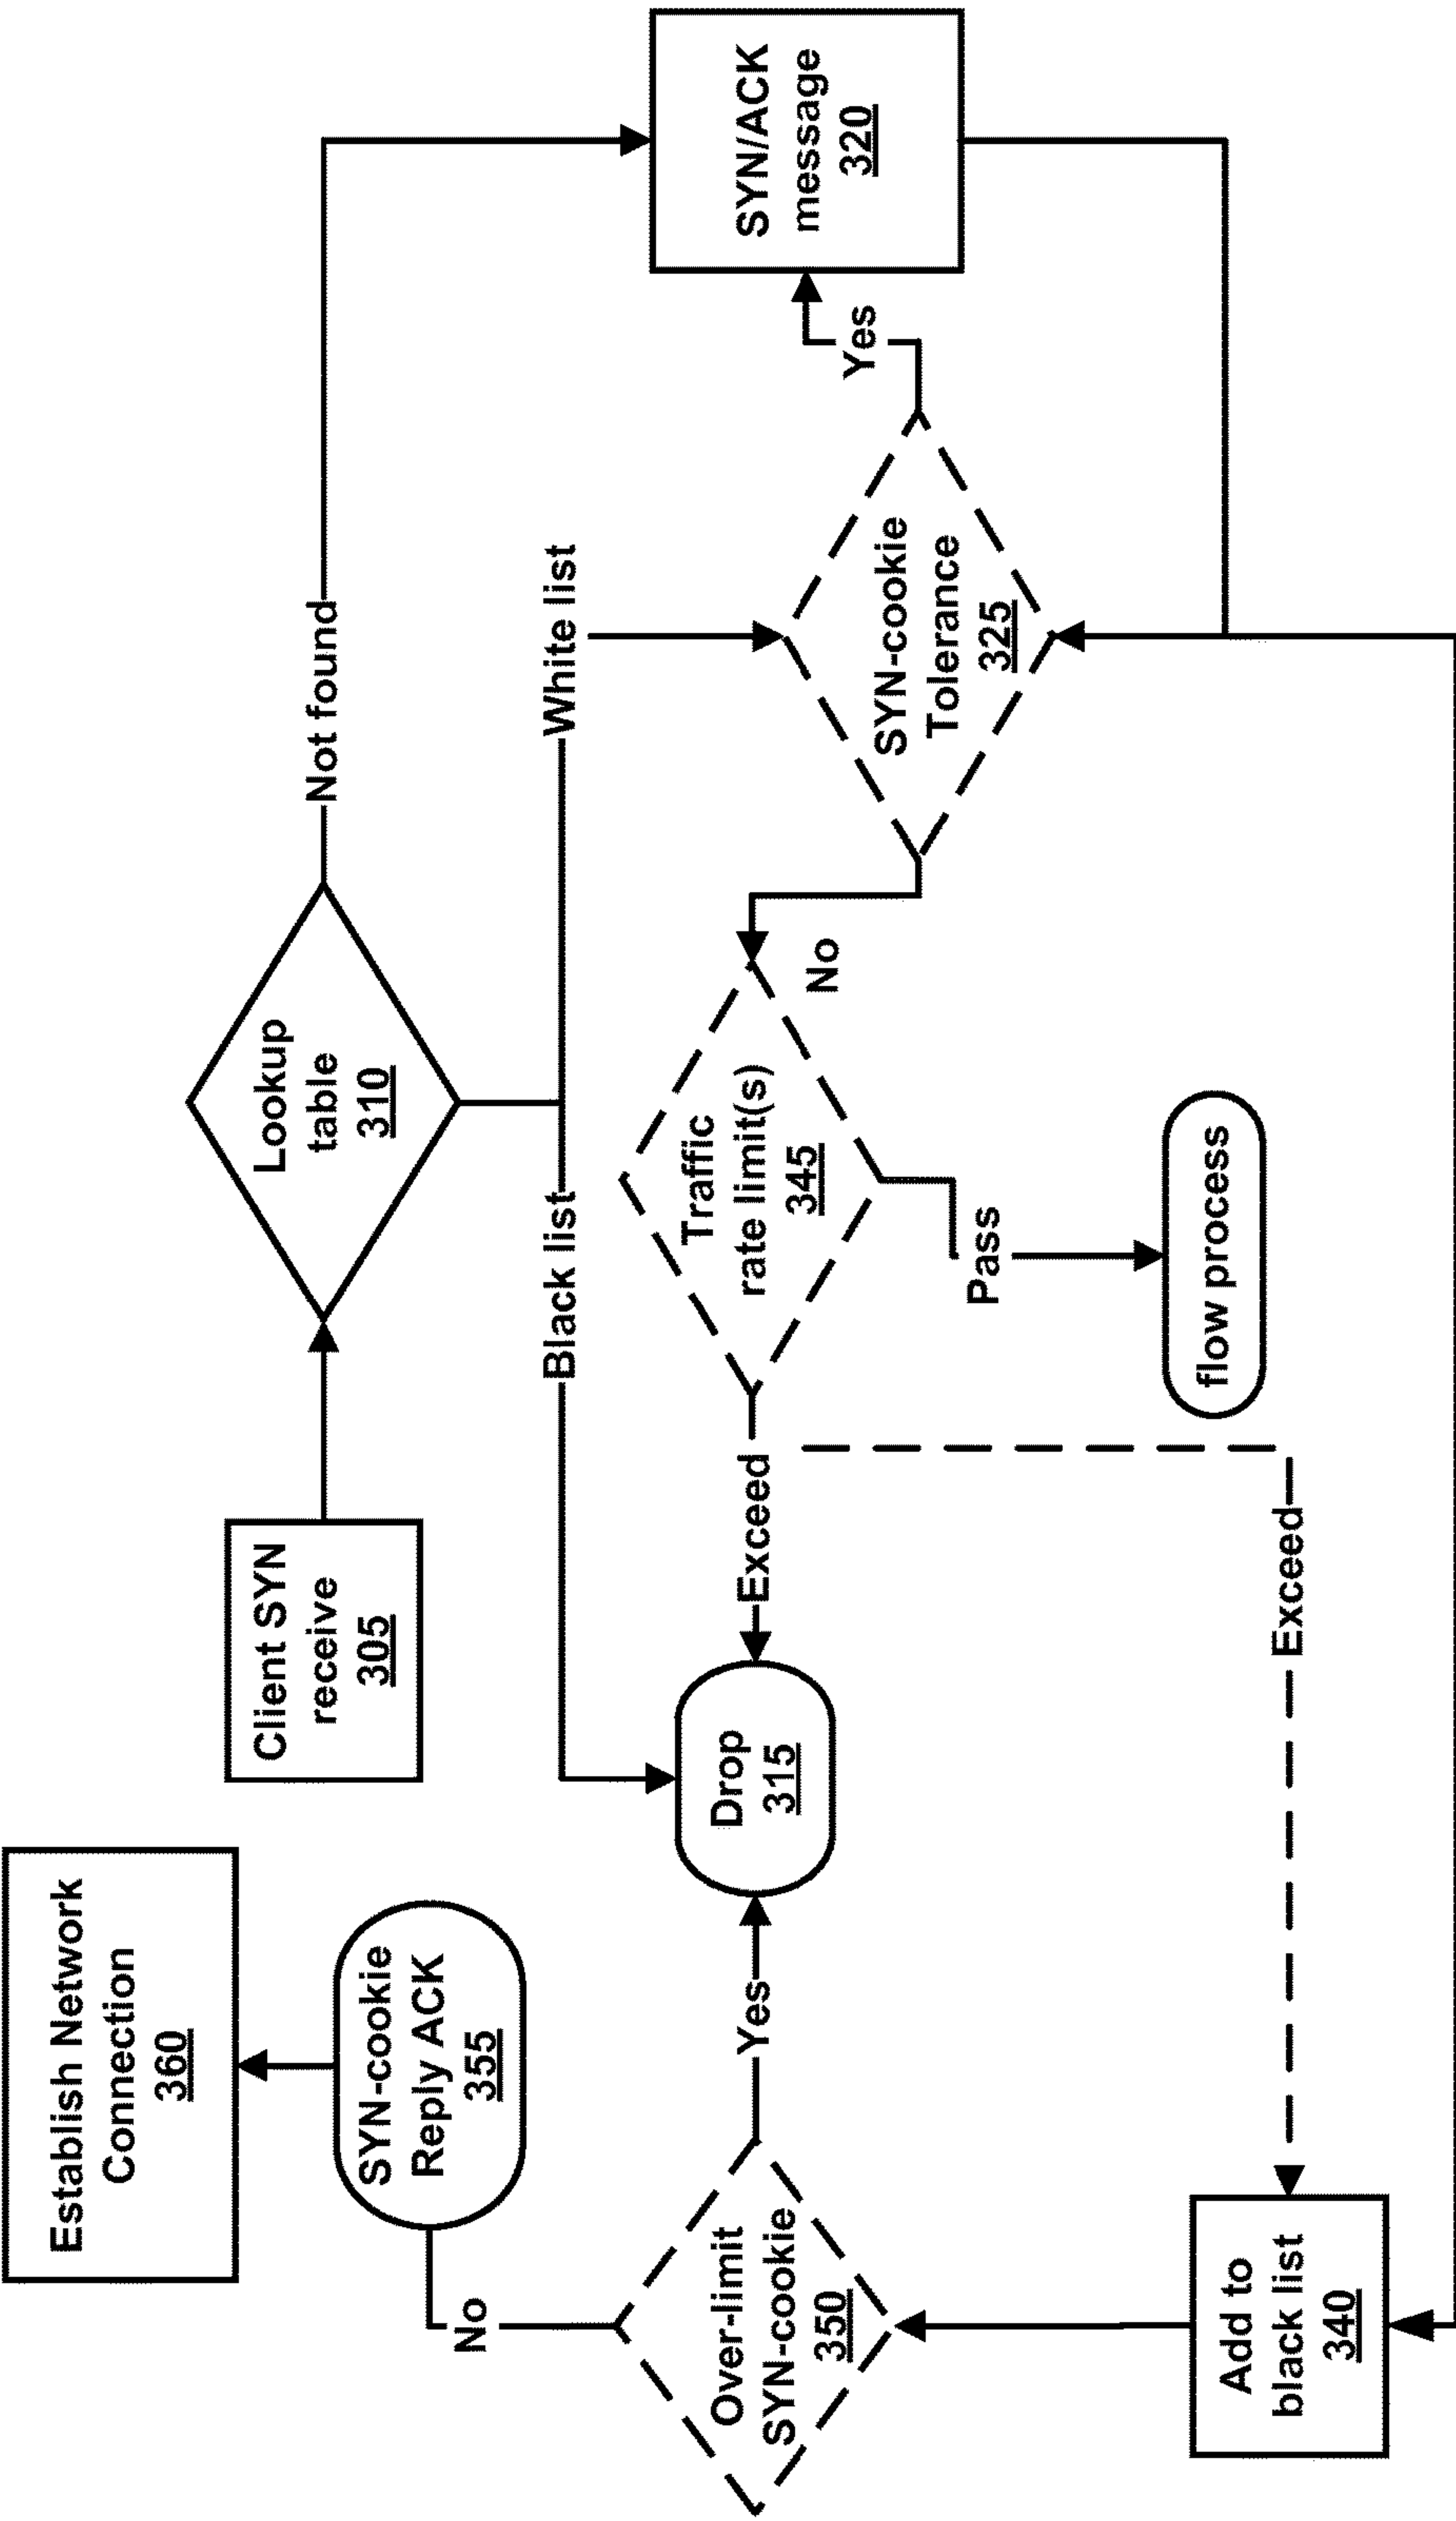 Establish Network
Connection
360
Client SYN
receive
305
Lookup
table
310
Not found
SYN-cookie
Reply ACK
355
Black list
White list
No
Over-limit
SYN-cookie
350
Yes
Drop
315
Exceed
Traffic
rate limit(s)
345
No
SYN-cookie
Tolerance
325
Yes
SYN/ACK
message
320
Pass
flow process
Add to
black list
340
Exceed